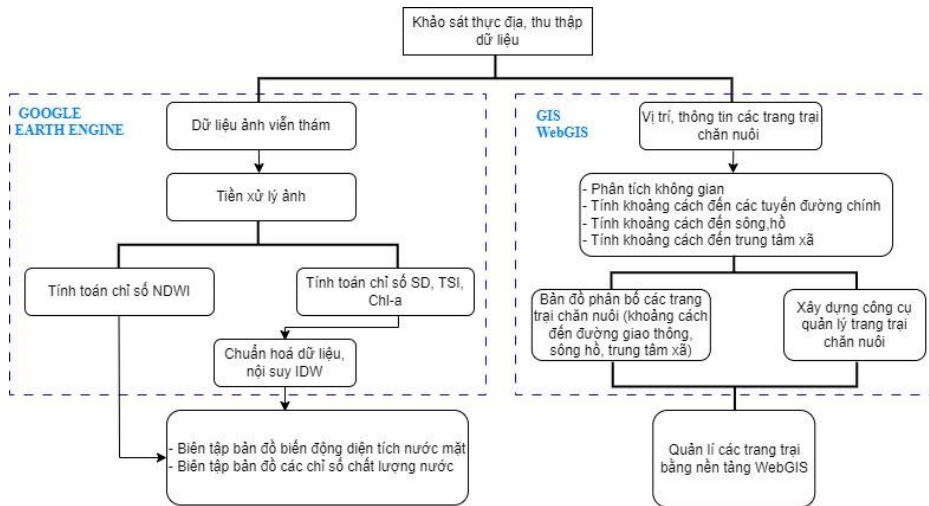 Khảo sát thực địa, thu thập
dữ liệu
GOOGLE
EARTH ENGINE
Dữ liệu ảnh viễn thám
Tiền xử lý ảnh
Tính toán chỉ số NDWI
Tính toán chỉ số SD, TSI,
Chl-a
Chuẩn hoá dữ liệu,
nội suy IDW
- Biên tập bản đồ biến động diện tích nước mặt
- Biên tập bản đồ các chỉ số chất lượng nước
GIS
WebGIS
Vị trí, thông tin các trang trại
chăn nuôi
- Phân tích không gian
- Tính khoảng cách đến các tuyến đường chính
- Tính khoảng cách đến sông,hồ
- Tính khoảng cách đến trung tâm xã
Bản đồ phân bố các trang
trại chăn nuôi (khoảng cách
đến đường giao thông,
sông hồ, trung tâm xã)
Xây dựng công cụ
quản lý trang trại
chăn nuôi
Quản lí các trang trại
bằng nền tảng WebGIS